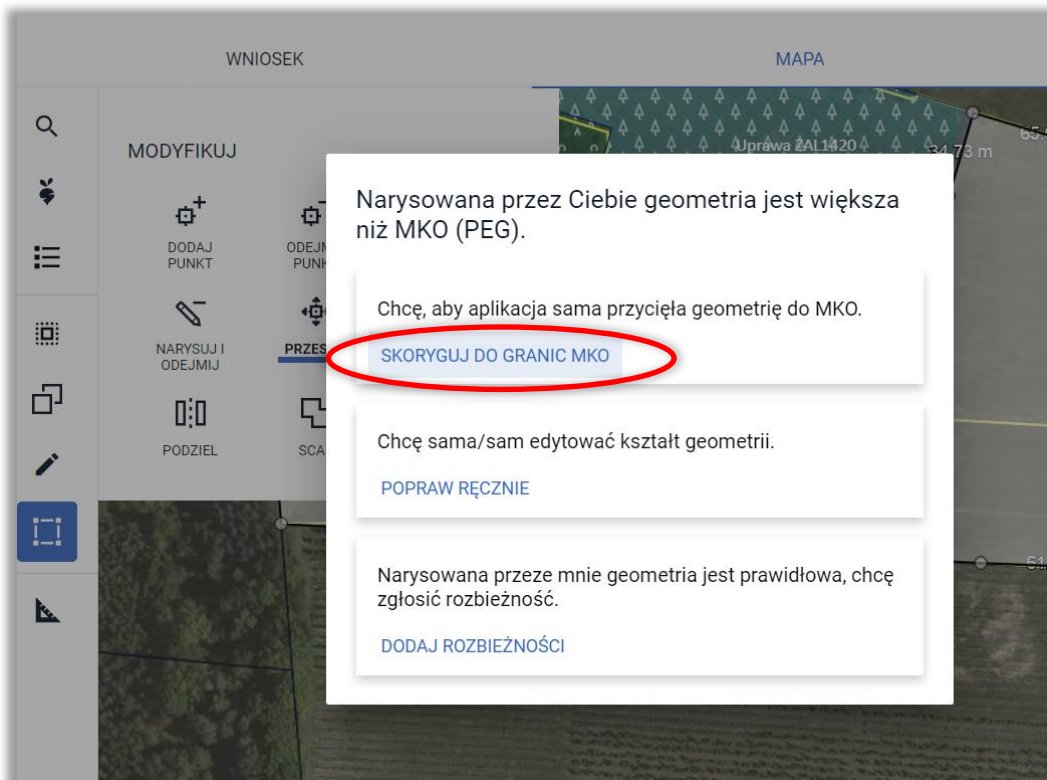 WNIOSEK
MAPA
MODYFIKUJ
Uprawa ZAL1420
34.73 m
DODAJ
PUNKT
NARYSUJ I
ODEJMIJ
PODZIEL
Narysowana przez Ciebie geometria jest większa
niż MKO (PEG).
Chcę, aby aplikacja sama przycięła geometrię do MKO.
SKORYGUJ DO GRANIC MKO
Chcę sama/sam edytować kształt geometrii.
POPRAW RĘCZNIE
Narysowana przeze mnie geometria jest prawidłowa, chcę
zgłosić rozbieżność.
DODAJ ROZBIEŻNOŚCI